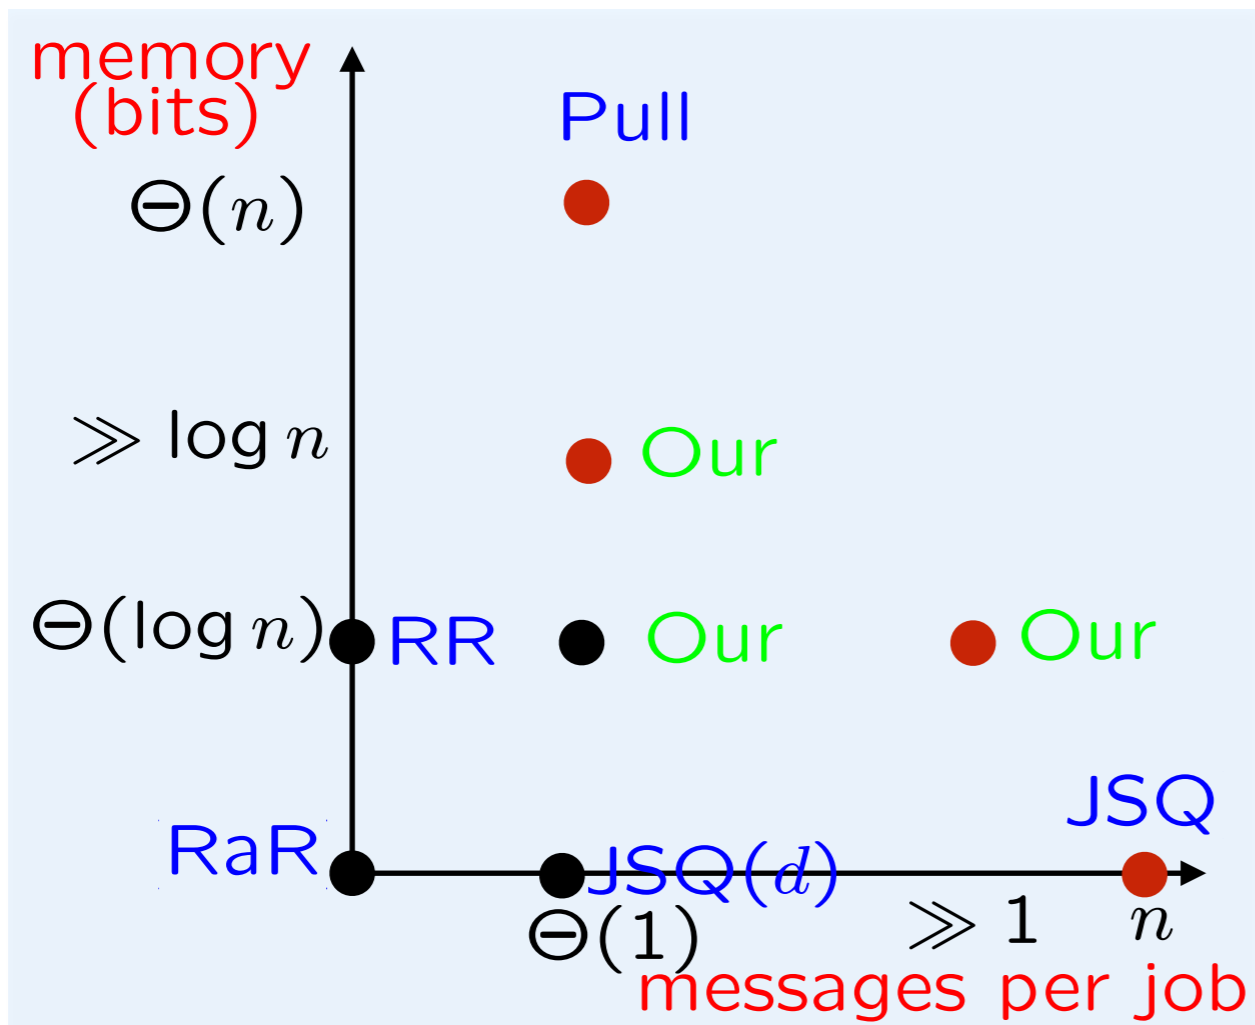 memory
(bits)
Pull
Θ(n)
≫ log n
Our
Θ(log n)
RR
Our
Our
JSQ
RaR
JSQ(d)
Θ(1)
≫ 1
n
messages per job